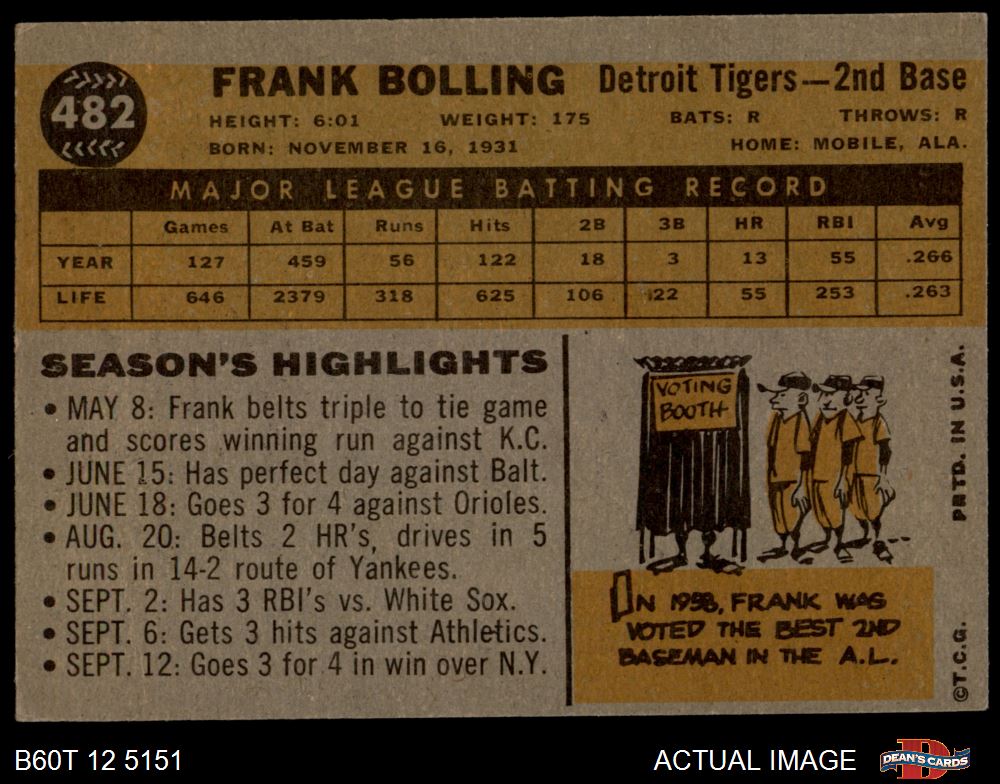 482
FRANK BOLLING Detroit Tigers—2nd Base
HEIGHT: 6:01 WEIGHT: 175 BATS: R THROWS: R
BORN: NOVEMBER 16, 1931 HOME: MOBILE, ALA.
MAJOR LEAGUE BATTING RECORD
Games At Bat Runs Hits 2B 3B HR RBI Avg
YEAR 127 459 56 122 18 3 13 55 .266
LIFE 646 2379 318 625 106 22 55 253 .263
SEASON'S HIGHLIGHTS
• MAY 8: Frank belts triple to tie game
and scores winning run against K.C.
• JUNE 15: Has perfect day against Balt.
• JUNE 18: Goes 3 for 4 against Orioles.
• AUG. 20: Belts 2 HR's, drives in 5
runs in 14-2 route of Yankees.
• SEPT. 2: Has 3 RBI's vs. White Sox.
• SEPT. 6: Gets 3 hits against Athletics.
• SEPT. 12: Goes 3 for 4 in win over N.Y.
VOTING
BOOTH
IN 1958, FRANK WAS
VOTED THE BEST 2ND
BASEMAN IN THE A.L.
©T.C.G. PRTD. IN U.S.A.
B60T 12 5151 ACTUAL IMAGE
D
DEAN'S CARDS